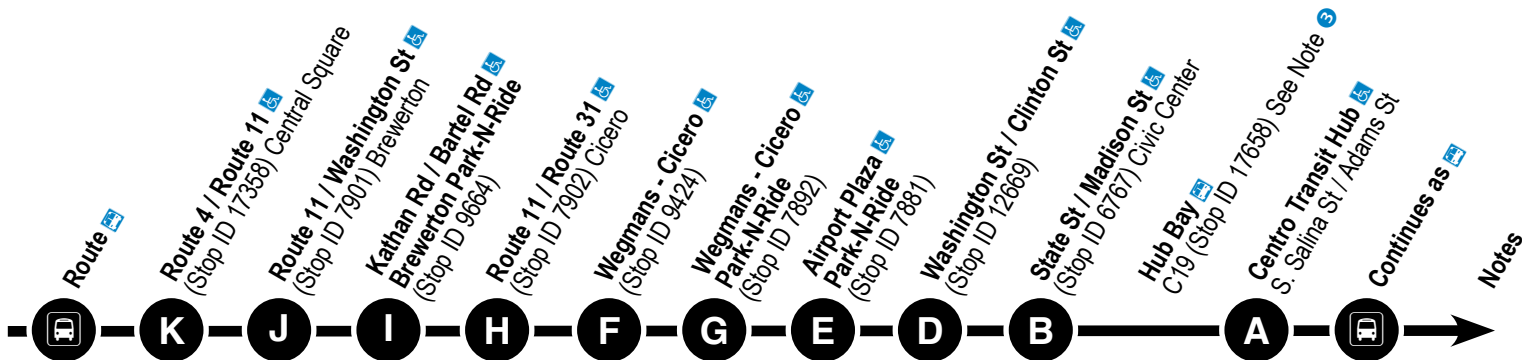 Route
Route 4 / Route 11
(Stop ID 17358) Central Square
Route 11 / Washington St
(Stop ID 7901) Brewerton
Kathan Rd / Bartel Rd
Brewerton Park-N-Ride
(Stop ID 9664)
Route 11 / Route 31
(Stop ID 7902) Cicero
Wegmans - Cicero
(Stop ID 9424)
Wegmans - Cicero
Park-N-Ride
(Stop ID 7892)
Airport Plaza
Park-N-Ride
(Stop ID 7881)
Washington St / Clinton St
(Stop ID 12669)
State St / Madison St
(Stop ID 6767) Civic Center
Hub Bay
C19 (Stop ID 17658) See Note 3
Centro Transit Hub
S. Salina St / Adams St
Continues as
Notes
K J I H F G E D B A